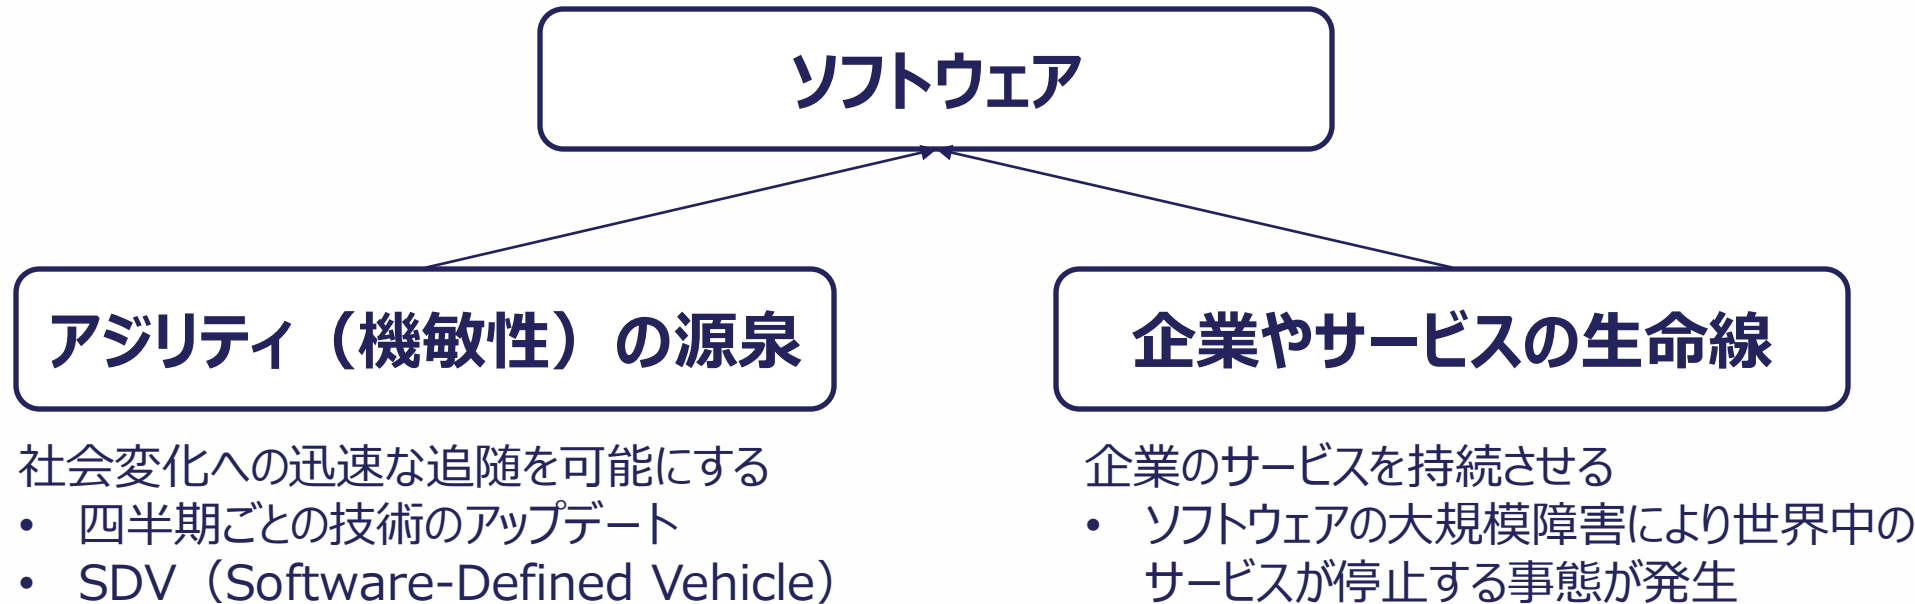 ソフトウェア
アジリティ（機敏性）の源泉
社会変化への迅速な追随を可能にする
• 四半期ごとの技術のアップデート
• SDV（Software-Defined Vehicle）
企業やサービスの生命線
企業のサービスを持続させる
• ソフトウェアの大規模障害により世界中の
サービスが停止する事態が発生